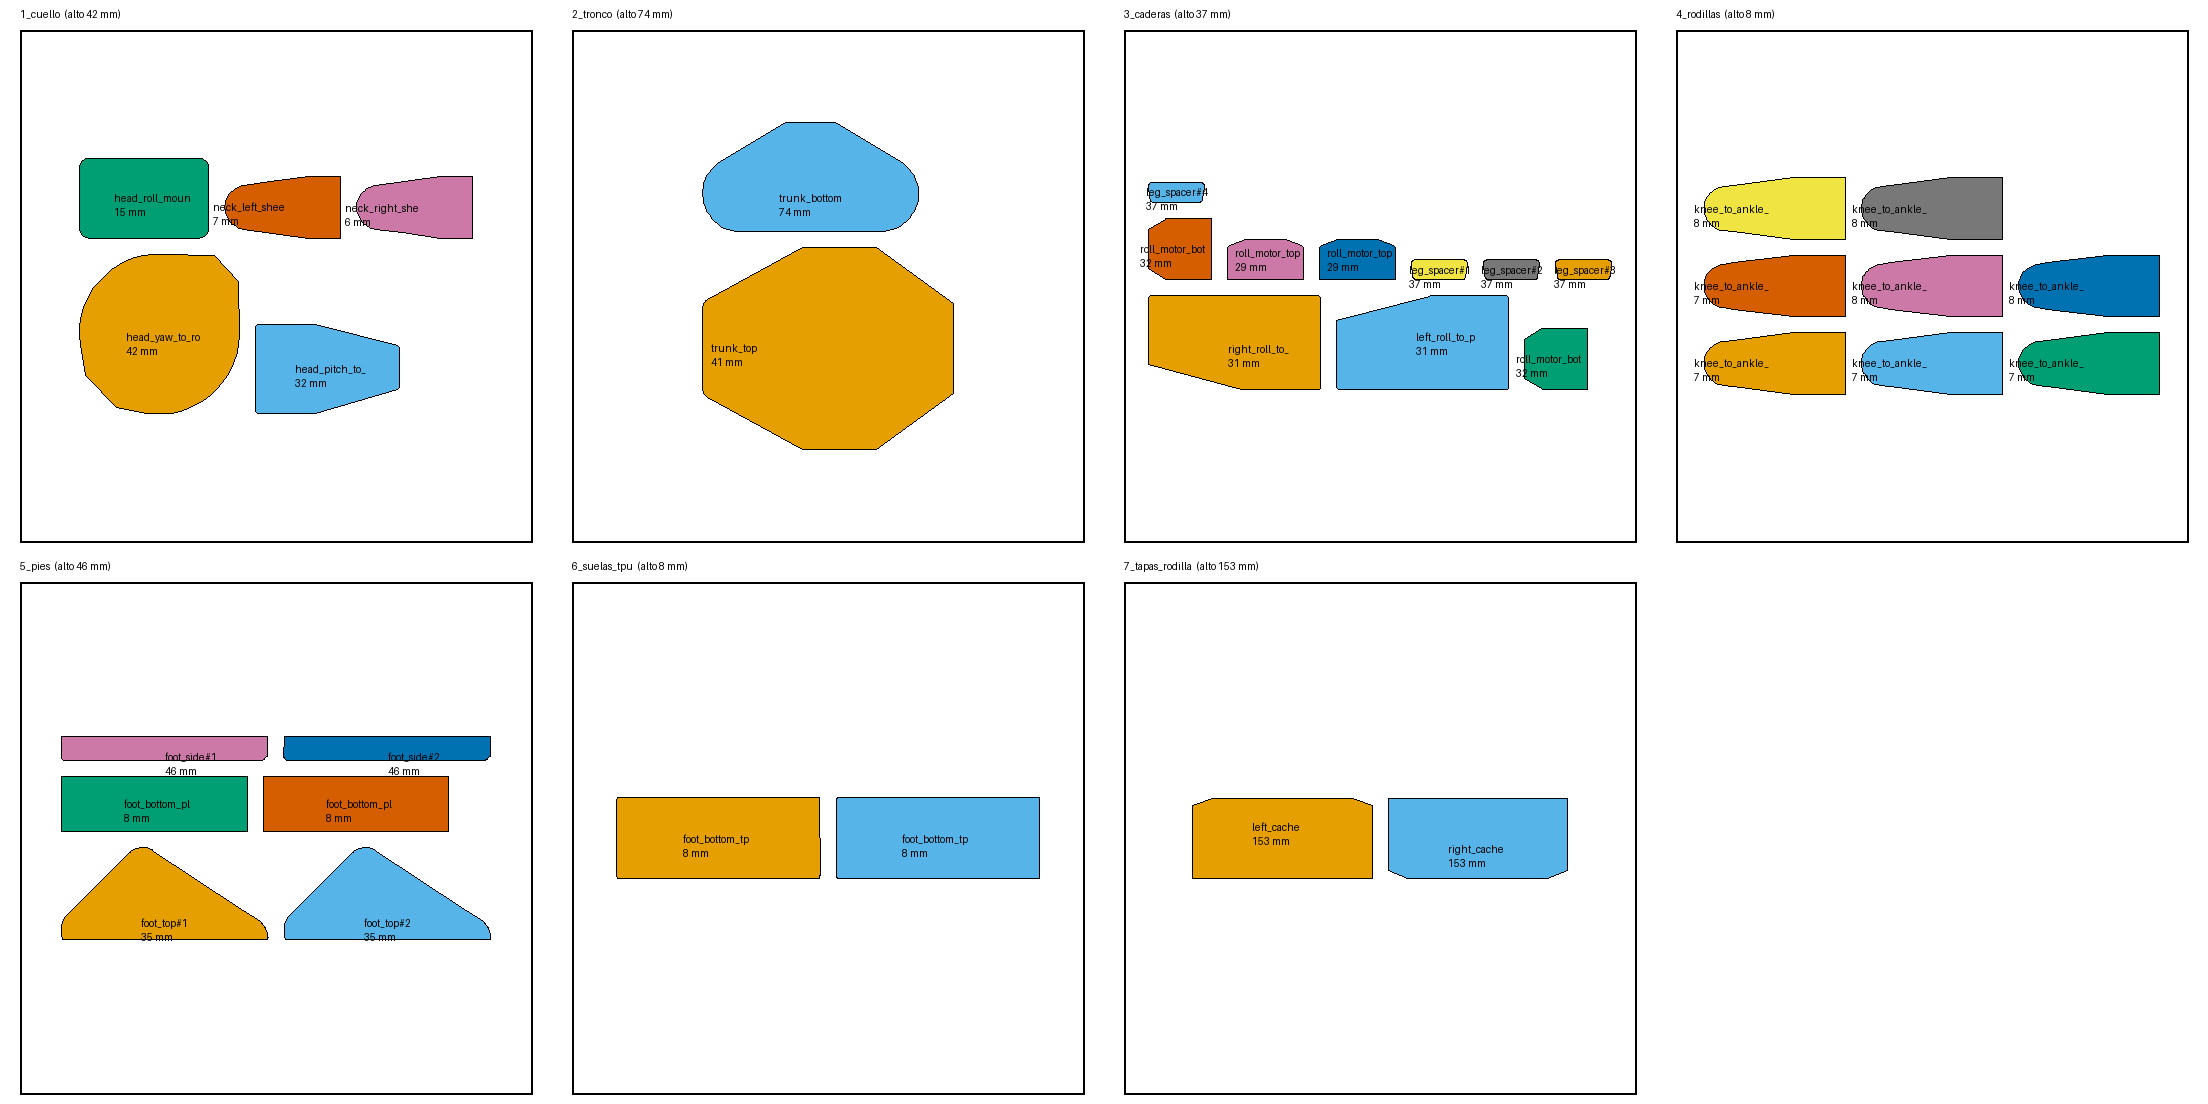 1_cuello (alto 42 mm)
head_roll_moun
15 mm
neck_left_shee
7 mm
neck_right_she
6 mm
head_yaw_to_ro
42 mm
head_pitch_to_
32 mm
2_tronco (alto 74 mm)
trunk_bottom
74 mm
trunk_top
41 mm
3_caderas (alto 37 mm)
leg_spacer#4
37 mm
roll_motor_bot
32 mm
roll_motor_top
29 mm
roll_motor_top
29 mm
leg_spacer#1
37 mm
leg_spacer#2
37 mm
leg_spacer#3
37 mm
right_roll_to_
31 mm
left_roll_to_p
31 mm
roll_motor_bot
32 mm
4_rodillas (alto 8 mm)
knee_to_ankle_
8 mm
knee_to_ankle_
8 mm
knee_to_ankle_
7 mm
knee_to_ankle_
8 mm
knee_to_ankle_
8 mm
knee_to_ankle_
7 mm
knee_to_ankle_
7 mm
knee_to_ankle_
7 mm
5_pies (alto 46 mm)
foot_side#1
46 mm
foot_side#2
46 mm
foot_bottom_pl
8 mm
foot_bottom_pl
8 mm
foot_top#1
35 mm
foot_top#2
35 mm
6_suelas_tpu (alto 8 mm)
foot_bottom_tp
8 mm
foot_bottom_tp
8 mm
7_tapas_rodilla (alto 153 mm)
left_cache
153 mm
right_cache
153 mm